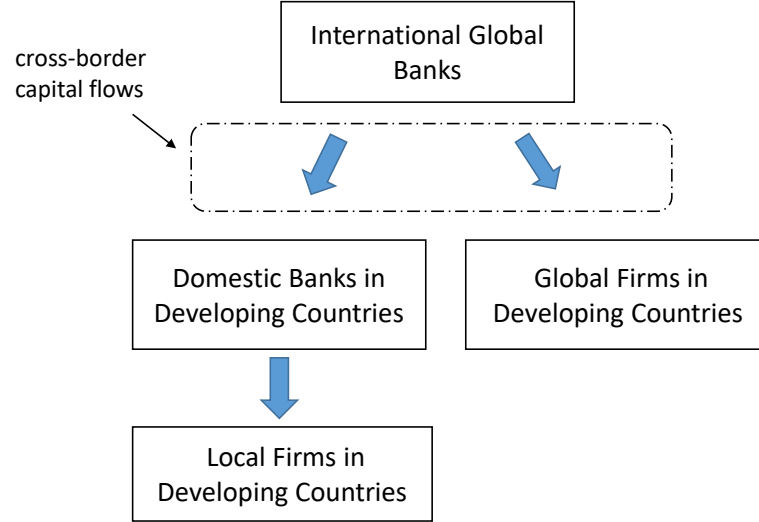 International Global
Banks
cross-border
capital flows
Domestic Banks in
Developing Countries
Global Firms in
Developing Countries
Local Firms in
Developing Countries